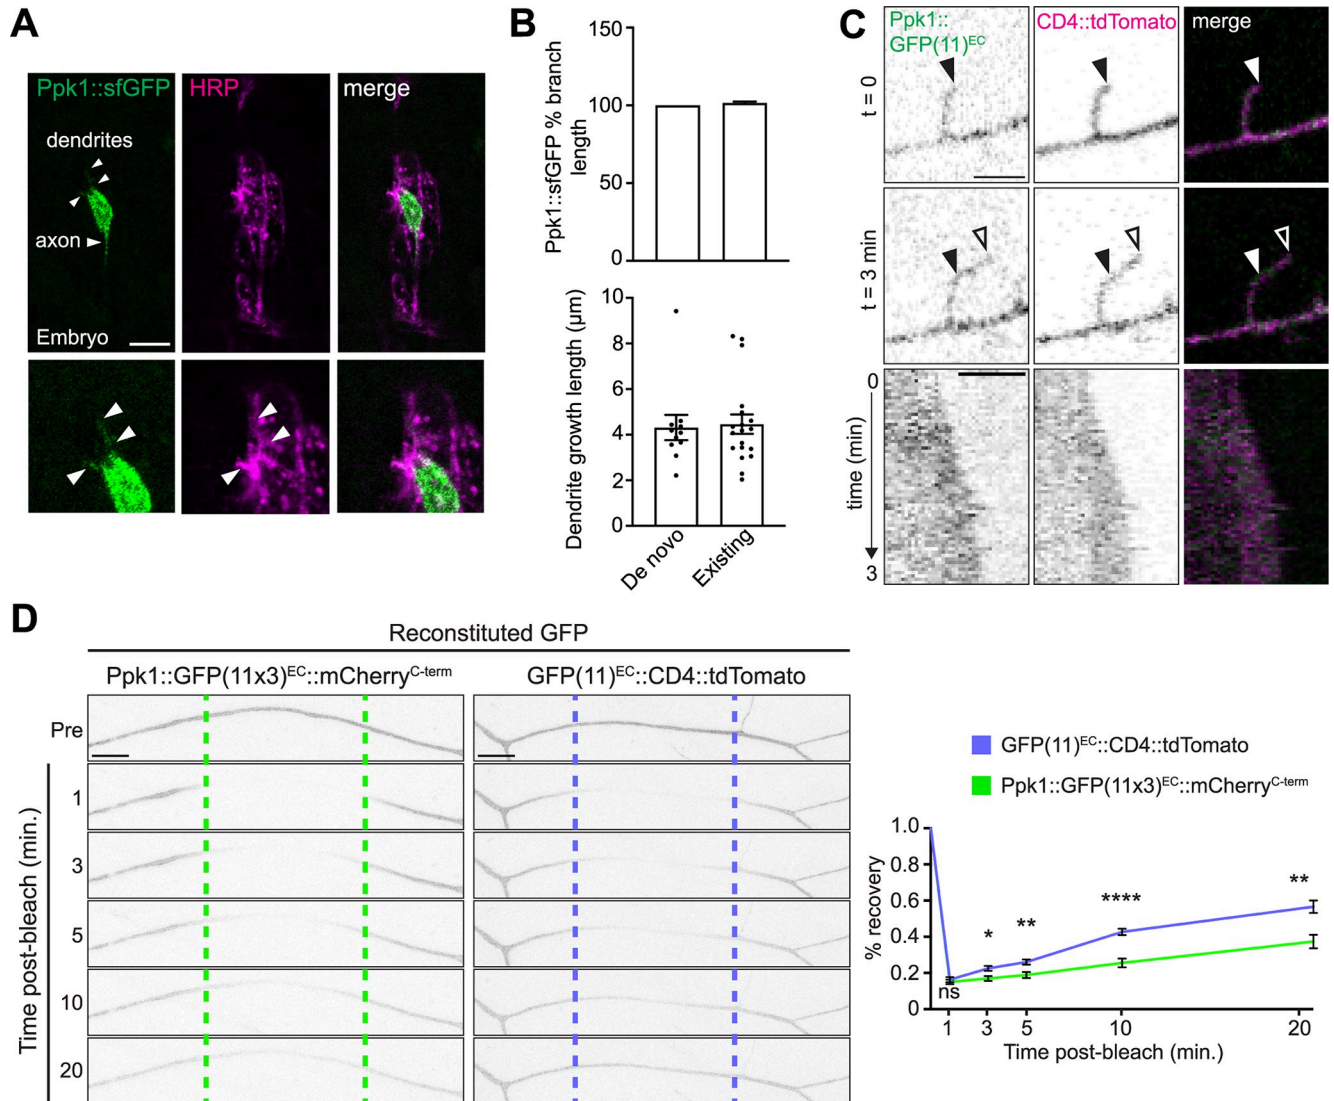 A
Ppk1::sfGFP
HRP
merge
dendrites
axon
Embryo
B
Ppk1::sfGFP % branch
length
150
100
50
0
Dendrite growth length (μm)
10
8
6
4
2
0
De novo
Existing
C
Ppk1::
GFP(11)EC
CD4::tdTomato
merge
t = 0
t = 3 min
0
time (min)
3
D
Reconstituted GFP
Ppk1::GFP(11x3)EC::mCherryC-term
GFP(11)EC::CD4::tdTomato
Pre
Time post-bleach (min.)
1
3
5
10
20
GFP(11)EC::CD4::tdTomato
Ppk1::GFP(11x3)EC::mCherryC-term
% recovery
1.0
0.8
0.6
0.4
0.2
0
ns
*
**
****
**
1 3 5 10 20
Time post-bleach (min.)